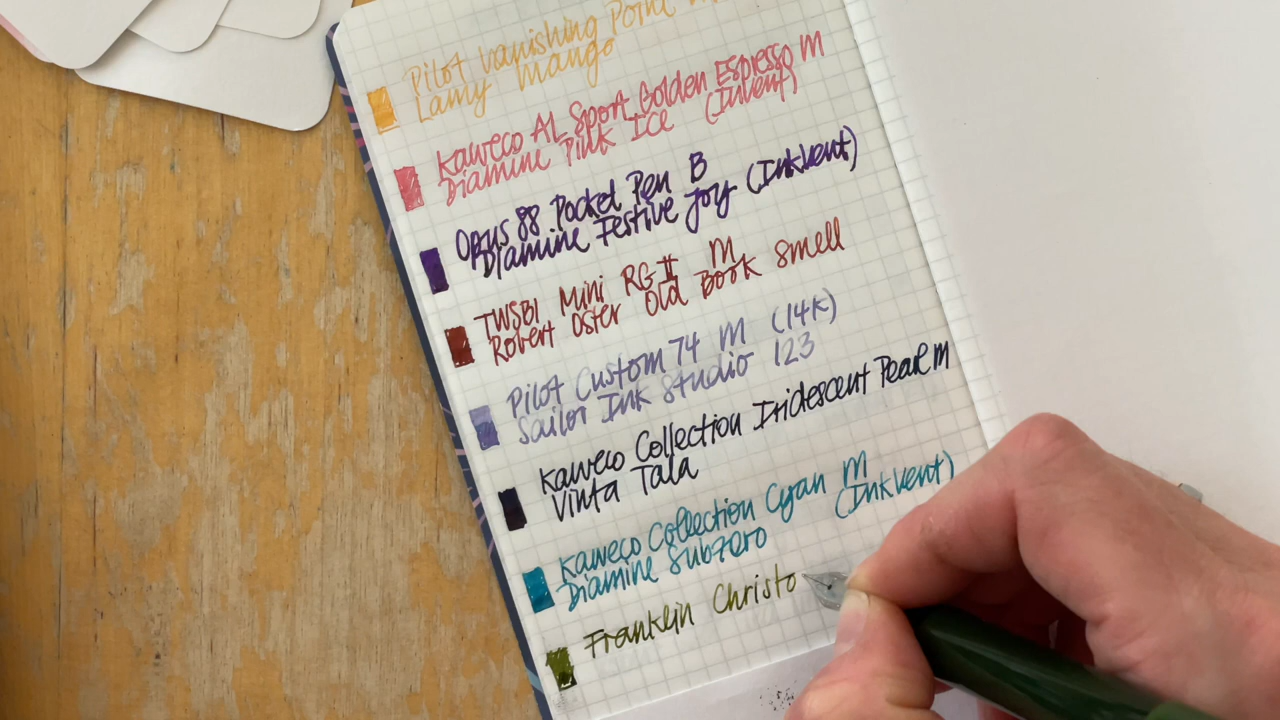 Pilot Vanishing Point M
Lamy Mango
Kaweco AL Sport Golden Espresso M
Diamine Pink Ice (Inkvent)
Opus 88 Pocket Pen B
Diamine Festive Joy (Inkvent)
TWSBI Mini RG II M
Robert Oster Old Book Smell
Pilot Custom 74 M (14K)
Sailor Ink Studio 123
Kaweco Collection Iridescent Pearl M
Vinta Tala
Kaweco Collection Cyan M
Diamine Subzero (Inkvent)
Franklin Christo